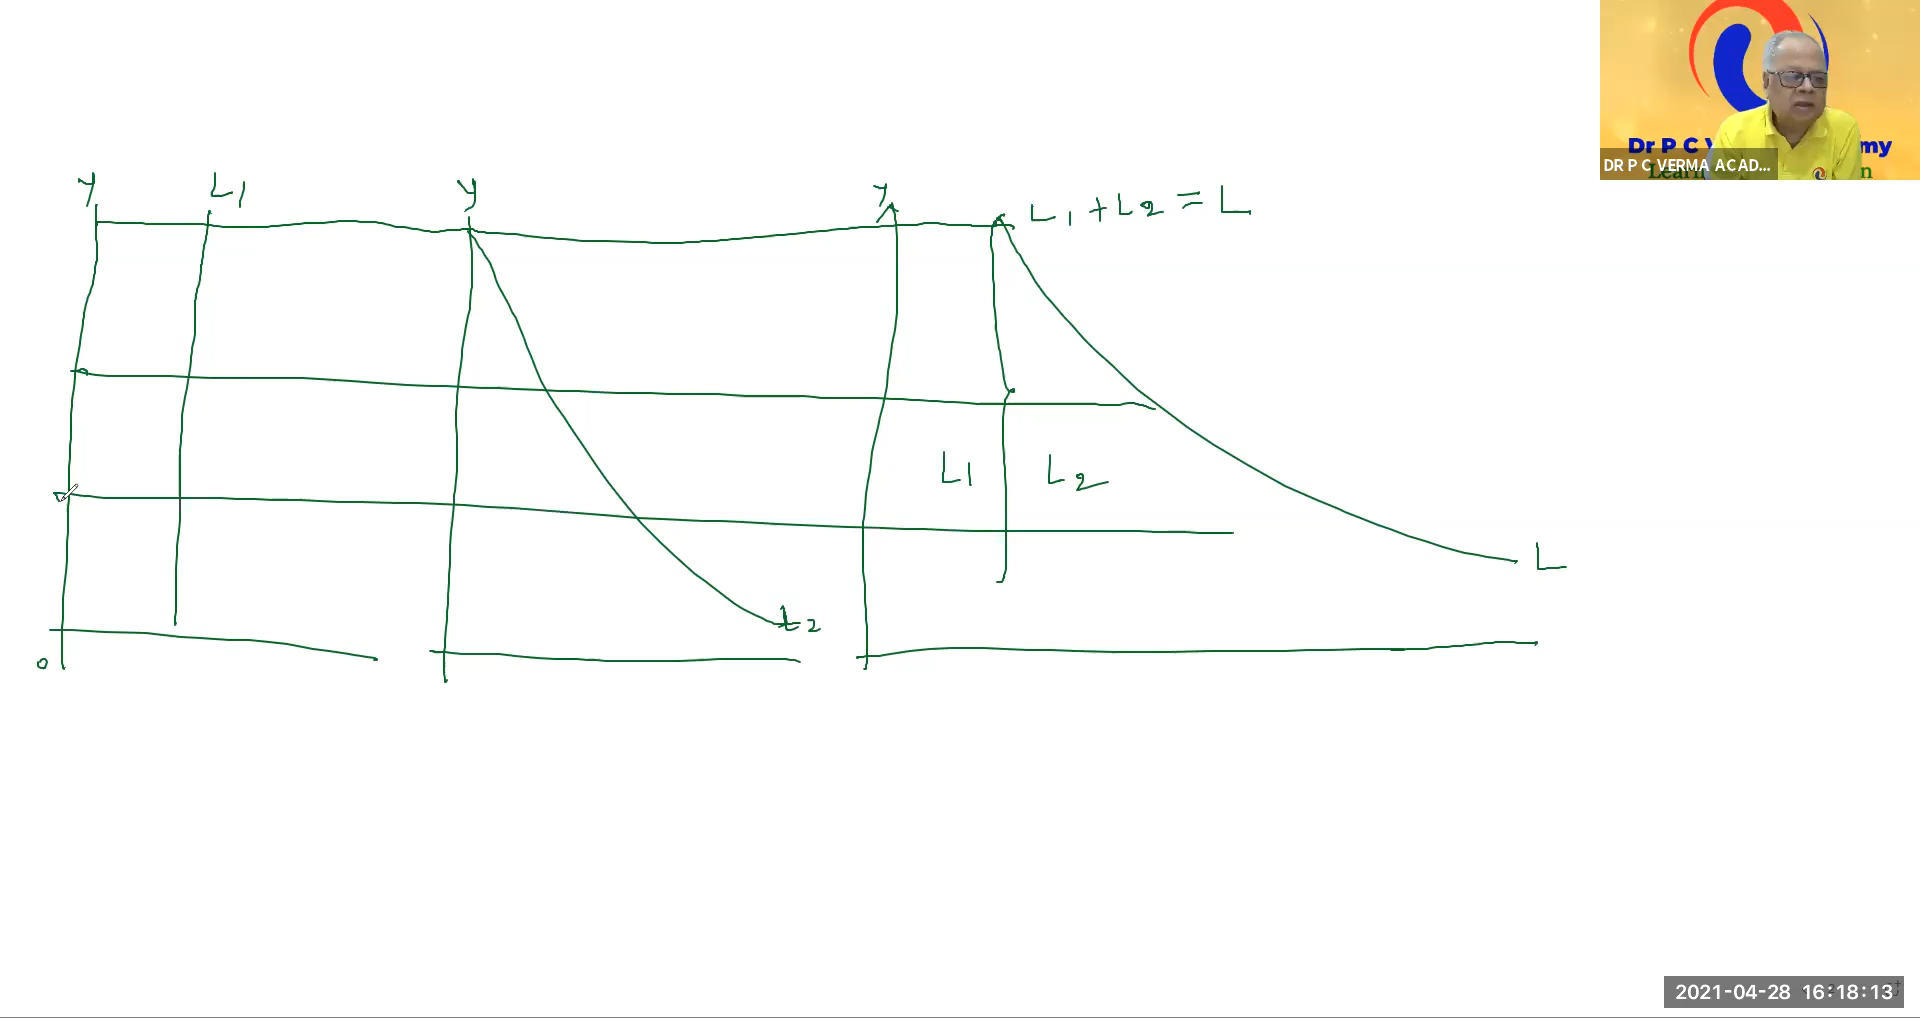 Dr P C
my
DR P C VERMA ACAD...
y
L1
y
y
L1 + L2 = L
L1
L2
L
L2
0
2021-04-28 16:18:13